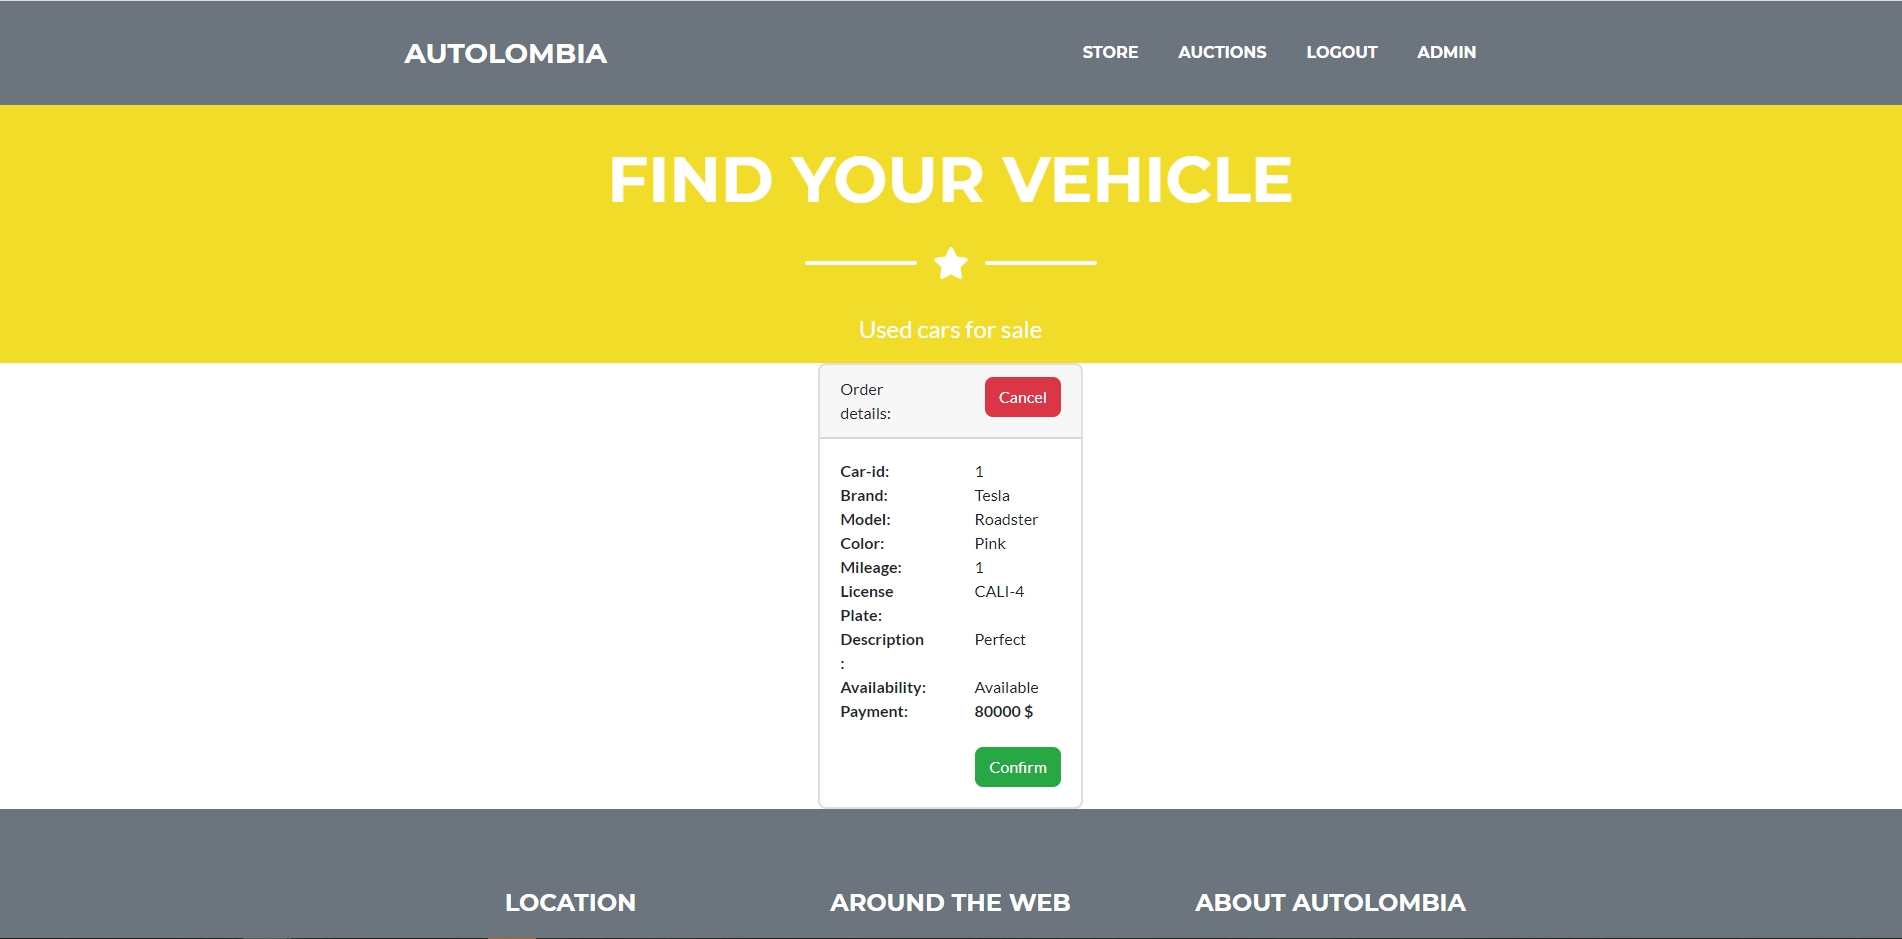 AUTOLOMBIA STORE AUCTIONS LOGOUT ADMIN
FIND YOUR VEHICLE
Used cars for sale
Order
details:
Cancel
Car-id: 1
Brand: Tesla
Model: Roadster
Color: Pink
Mileage: 1
License CALI-4
Plate:
Description Perfect
:
Availability: Available
Payment: 80000 $
Confirm
LOCATION AROUND THE WEB ABOUT AUTOLOMBIA